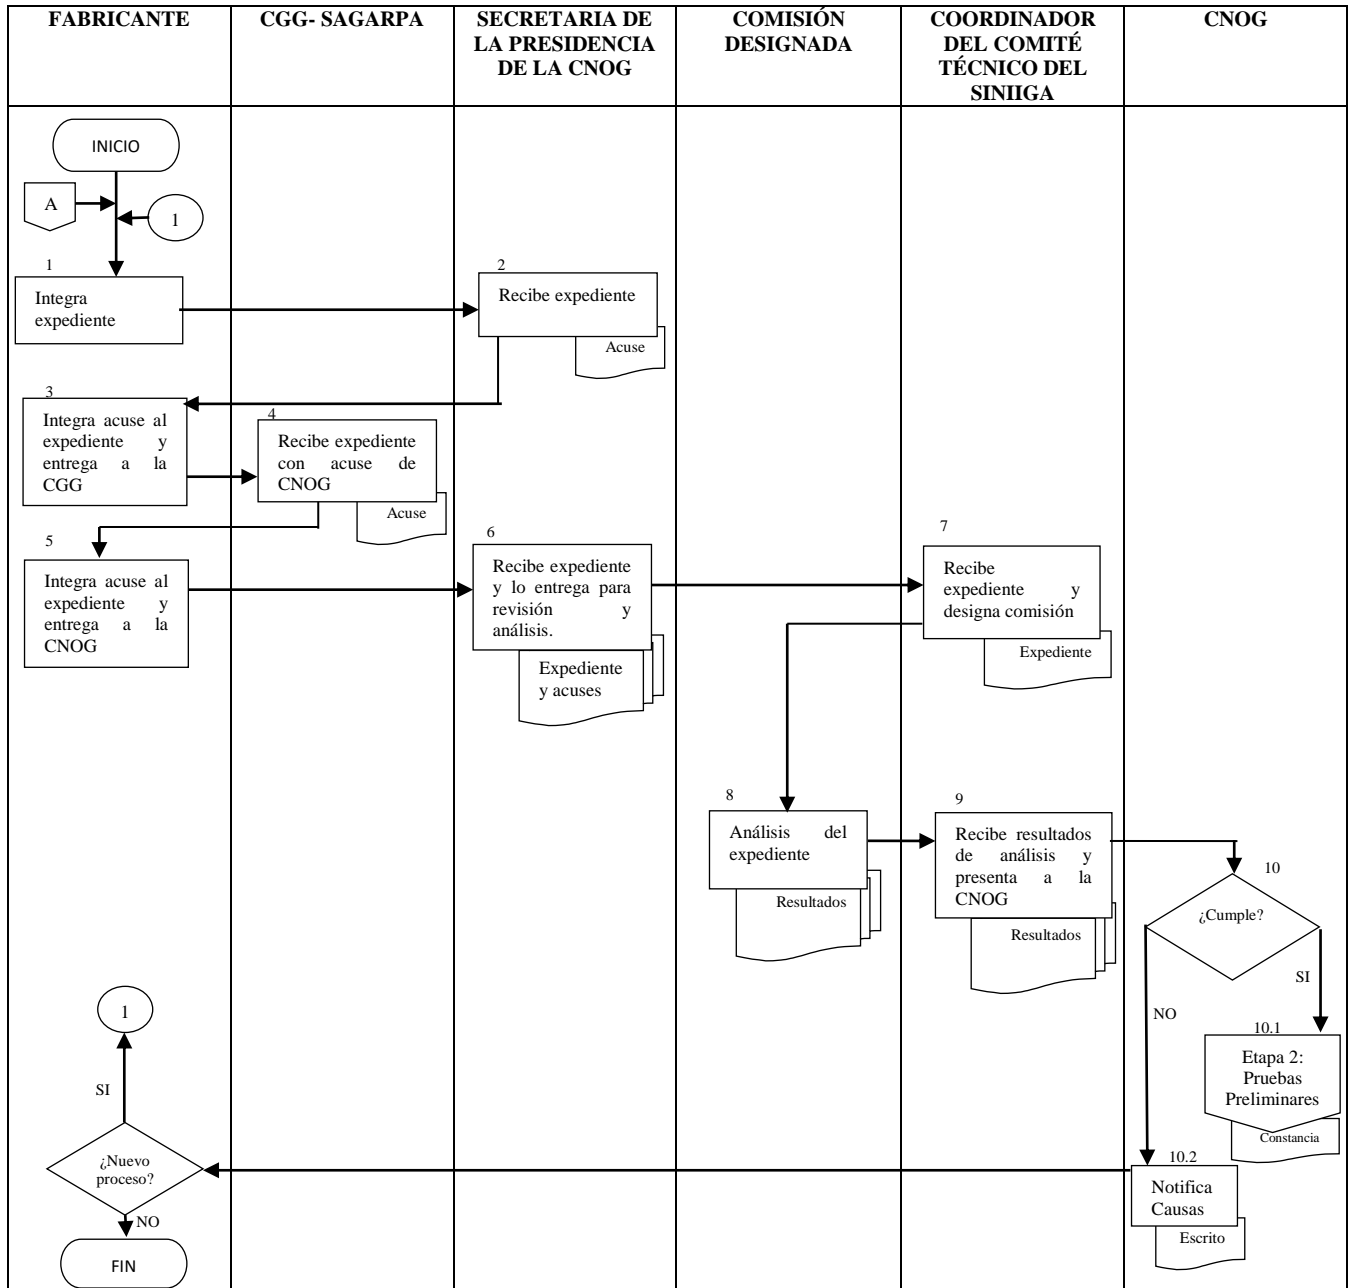 FABRICANTE
CGG- SAGARPA
SECRETARIA DE
LA PRESIDENCIA
DE LA CNOG
COMISIÓN
DESIGNADA
COORDINADOR
DEL COMITÉ
TÉCNICO DEL
SINIIGA
CNOG
INICIO
A
1
1
Integra
expediente
2
Recibe expediente
Acuse
3
Integra acuse al
expediente y
entrega a la
CGG
4
Recibe expediente
con acuse de
CNOG
Acuse
5
Integra acuse al
expediente y
entrega a la
CNOG
6
Recibe expediente
y lo entrega para
revisión y
análisis.
Expediente
y acuses
7
Recibe
expediente y
designa comisión
Expediente
8
Análisis del
expediente
Resultados
9
Recibe resultados
de análisis y
presenta a la
CNOG
Resultados
10
¿Cumple?
SI
NO
10.1
Etapa 2:
Pruebas
Preliminares
Constancia
10.2
Notifica
Causas
Escrito
1
SI
¿Nuevo
proceso?
NO
FIN